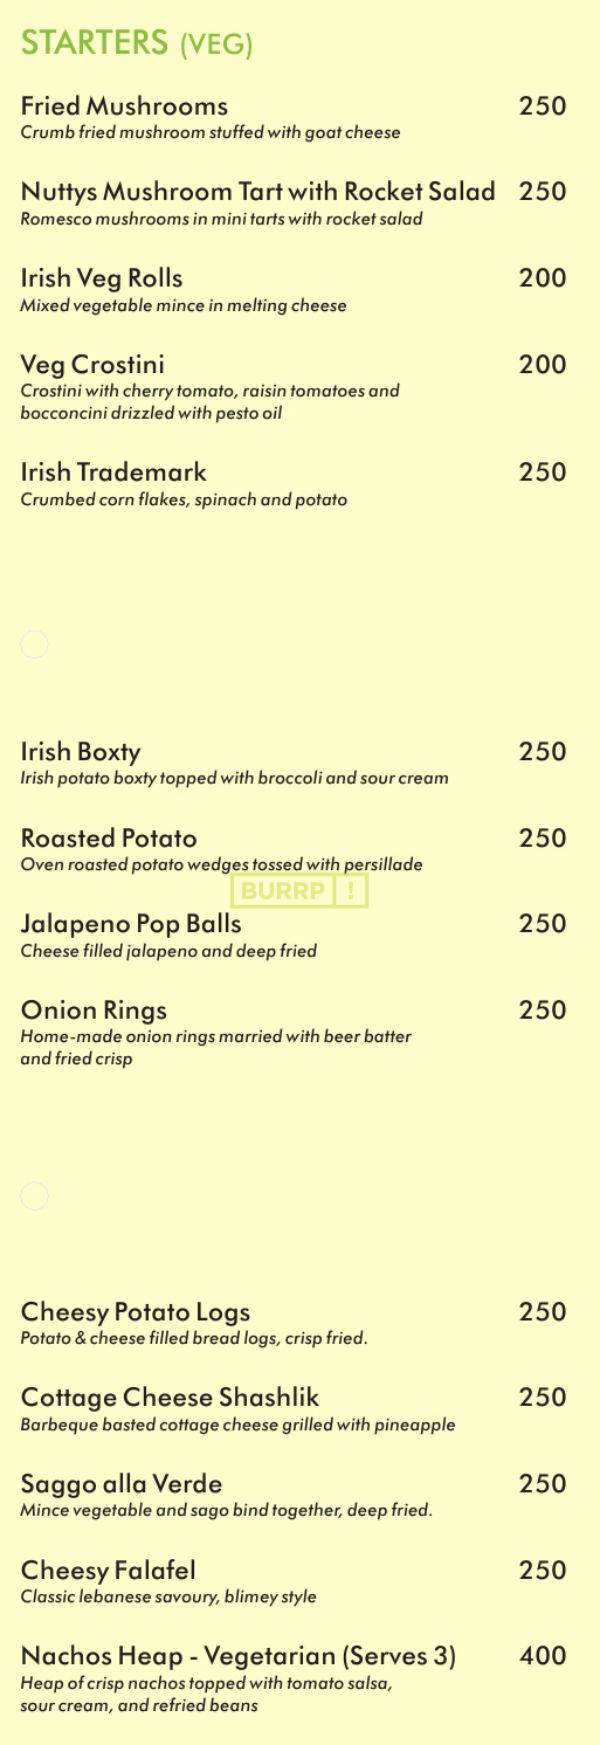 STARTERS (VEG)
Fried Mushrooms 250
Crumb fried mushroom stuffed with goat cheese
Nuttys Mushroom Tart with Rocket Salad 250
Romesco mushrooms in mini tarts with rocket salad
Irish Veg Rolls 200
Mixed vegetable mince in melting cheese
Veg Crostini 200
Crostini with cherry tomato, raisin tomatoes and
bocconcini drizzled with pesto oil
Irish Trademark 250
Crumbed corn flakes, spinach and potato
Irish Boxty 250
Irish potato boxty topped with broccoli and sour cream
Roasted Potato 250
Oven roasted potato wedges tossed with persillade
BURRP!
Jalapeno Pop Balls 250
Cheese filled jalapeno and deep fried
Onion Rings 250
Home-made onion rings married with beer batter
and fried crisp
Cheesy Potato Logs 250
Potato & cheese filled bread logs, crisp fried.
Cottage Cheese Shashlik 250
Barbeque basted cottage cheese grilled with pineapple
Saggo alla Verde 250
Mince vegetable and sago bind together, deep fried.
Cheesy Falafel 250
Classic lebanese savoury, blimey style
Nachos Heap - Vegetarian (Serves 3) 400
Heap of crisp nachos topped with tomato salsa,
sour cream, and refried beans